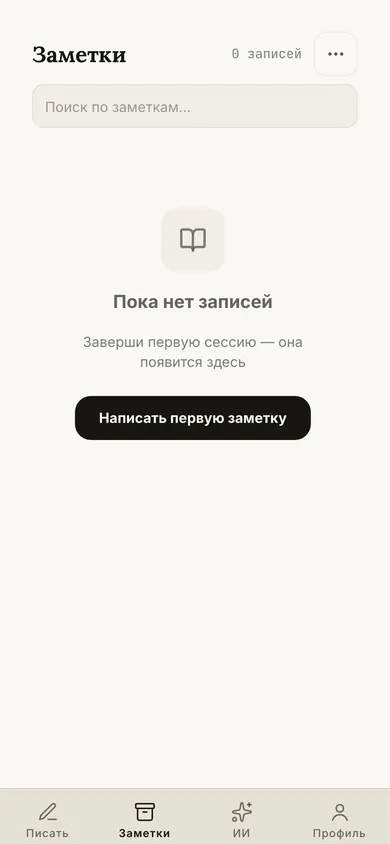 Заметки
0 записей
Поиск по заметкам...
Пока нет записей
Заверши первую сессию — она
появится здесь
Написать первую заметку
Писать
Заметки
ИИ
Профиль